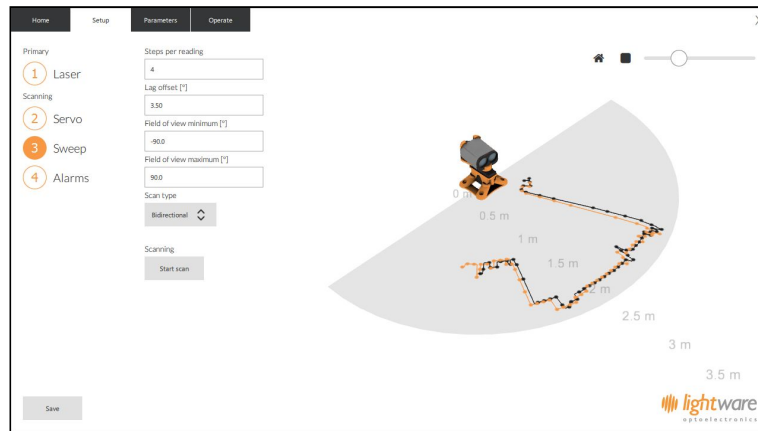 Home Setup Parameters Operate
Primary
1 Laser
Scanning
2 Servo
3 Sweep
4 Alarms
Steps per reading
4
Lag offset [°]
3.50
Field of view minimum [°]
-90.0
Field of view maximum [°]
90.0
Scan type
Bidirectional
Scanning
Start scan
0 m
0.5 m
1 m
1.5 m
2 m
2.5 m
3 m
3.5 m
Save
lightware
optoelectronics